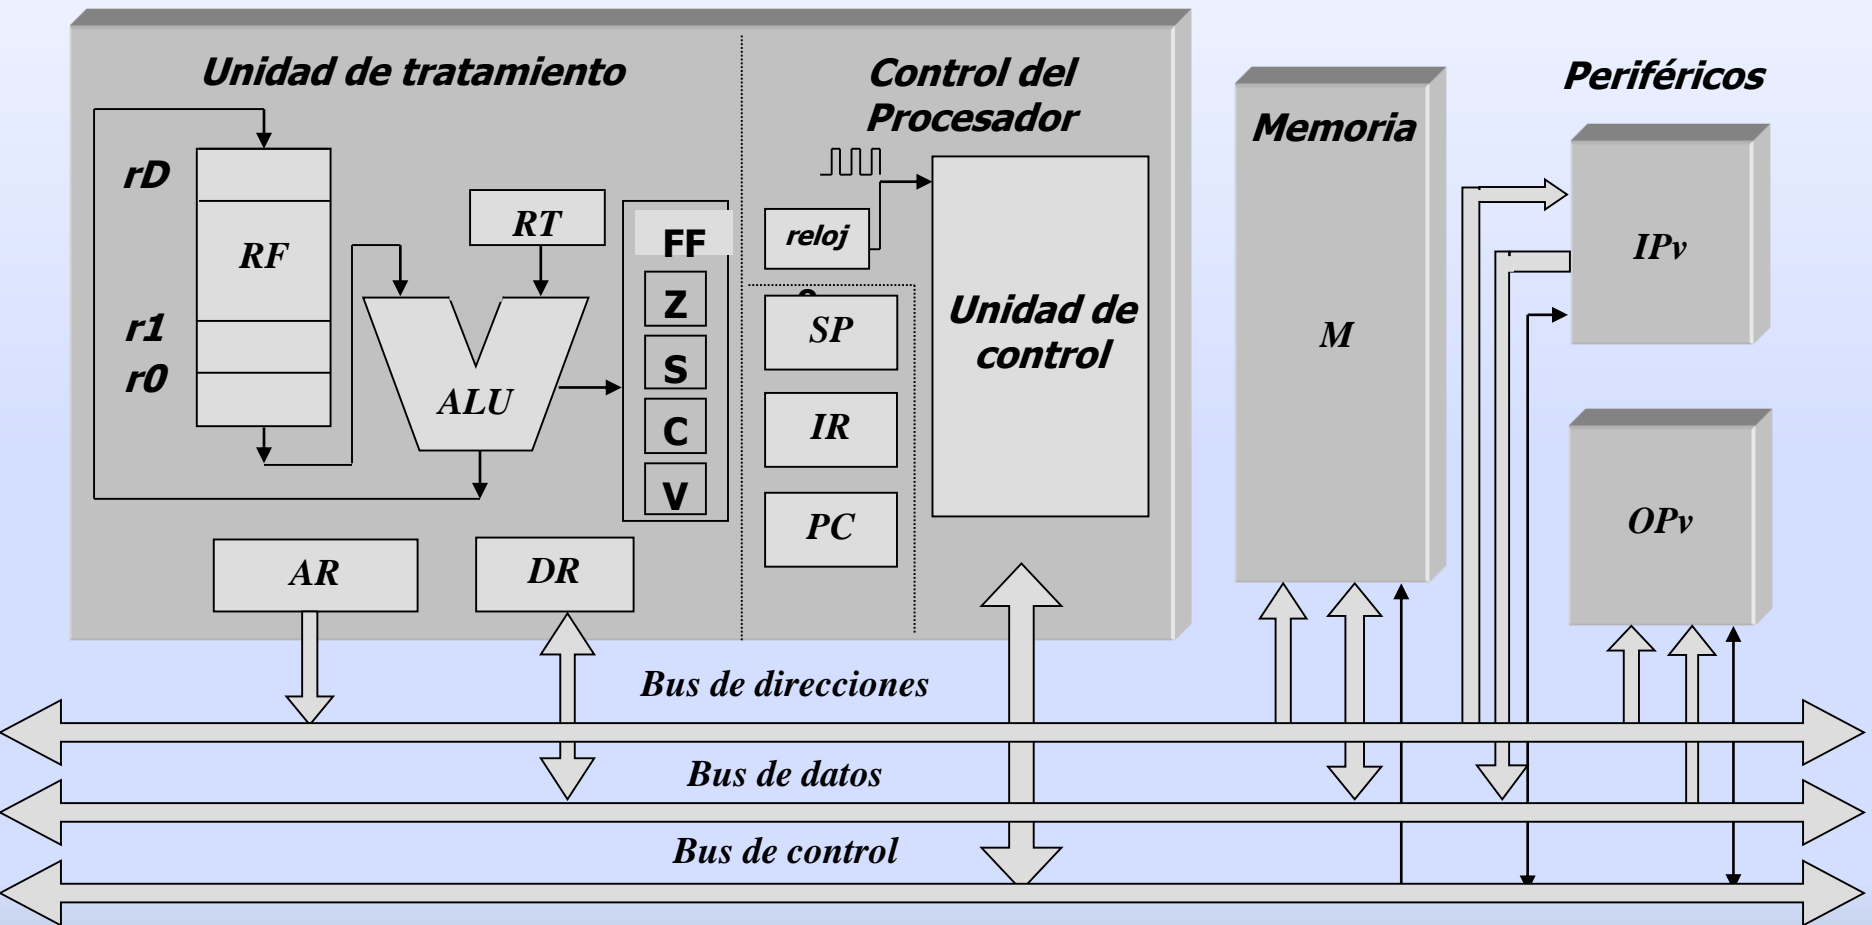 Unidad de tratamiento
Control del
Procesador
Memoria
Periféricos
rD
RF
r1
r0
RT
ALU
FF
Z
S
C
V
reloj
SP
IR
PC
Unidad de
control
M
IPv
OPv
AR
DR
Bus de direcciones
Bus de datos
Bus de control